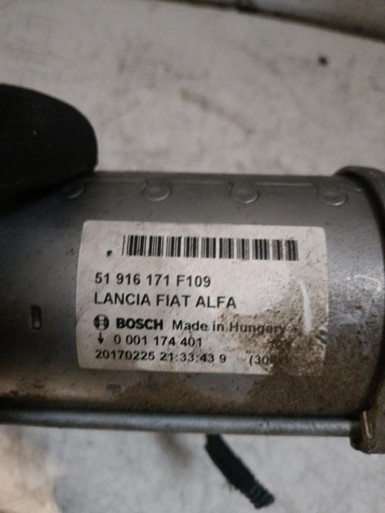 51 916 171 F109
LANCIA FIAT ALFA
BOSCH Made in Hungary
0 001 174 401
20170225 21:33:43 9